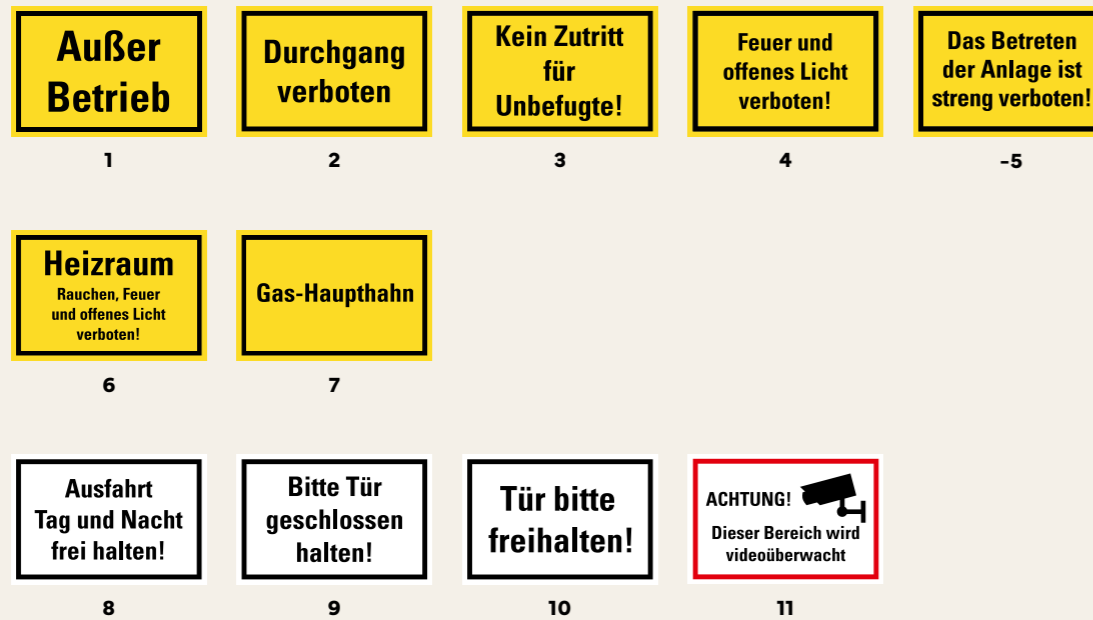 Außer
Betrieb
1
Durchgang
verboten
2
Kein Zutritt
für
Unbefugte!
3
Feuer und
offenes Licht
verboten!
4
Das Betreten
der Anlage ist
streng verboten!
-5
Heizraum
Rauchen, Feuer
und offenes Licht
verboten!
6
Gas-Haupthahn
7
Ausfahrt
Tag und Nacht
frei halten!
8
Bitte Tür
geschlossen
halten!
9
Tür bitte
freihalten!
10
ACHTUNG!
Dieser Bereich wird
videoüberwacht
11